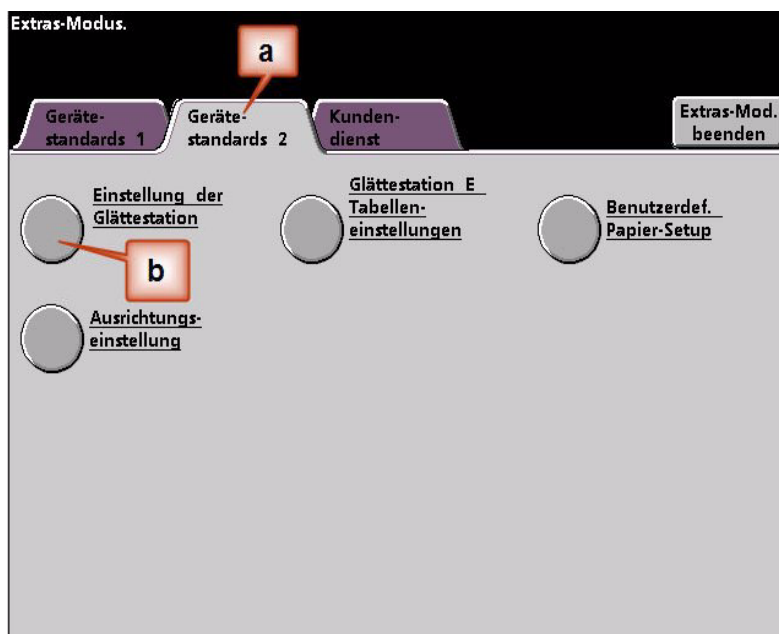 Extras-Modus.
a
Geräte-
standards 1
Geräte-
standards 2
Kunden-
dienst
Extras-Mod.
beenden
Einstellung der
Glättestation
b
Glättestation E
Tabellen-
einstellungen
Benutzerdef.
Papier-Setup
Ausrichtungs-
einstellung